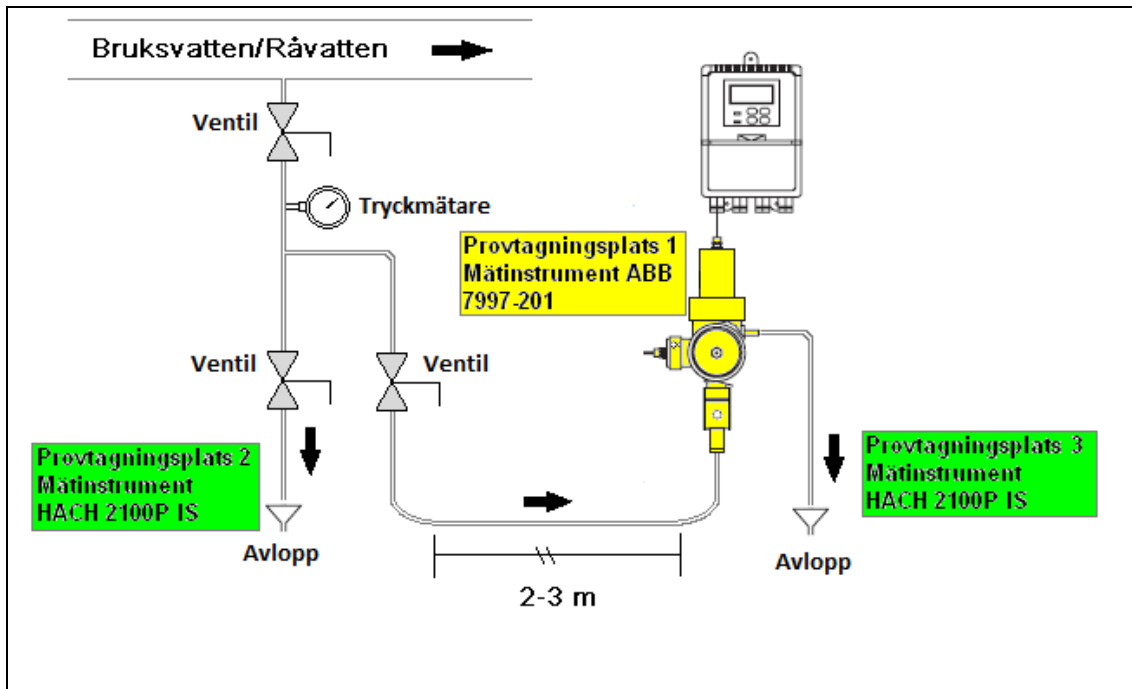 Bruksvatten/Råvatten
Ventil
Tryckmätare
Provtagningsplats 1
Mätinstrument ABB
7997-201
Ventil
Ventil
Provtagningsplats 2
Mätinstrument
HACH 2100P IS
Avlopp
2-3 m
Provtagningsplats 3
Mätinstrument
HACH 2100P IS
Avlopp